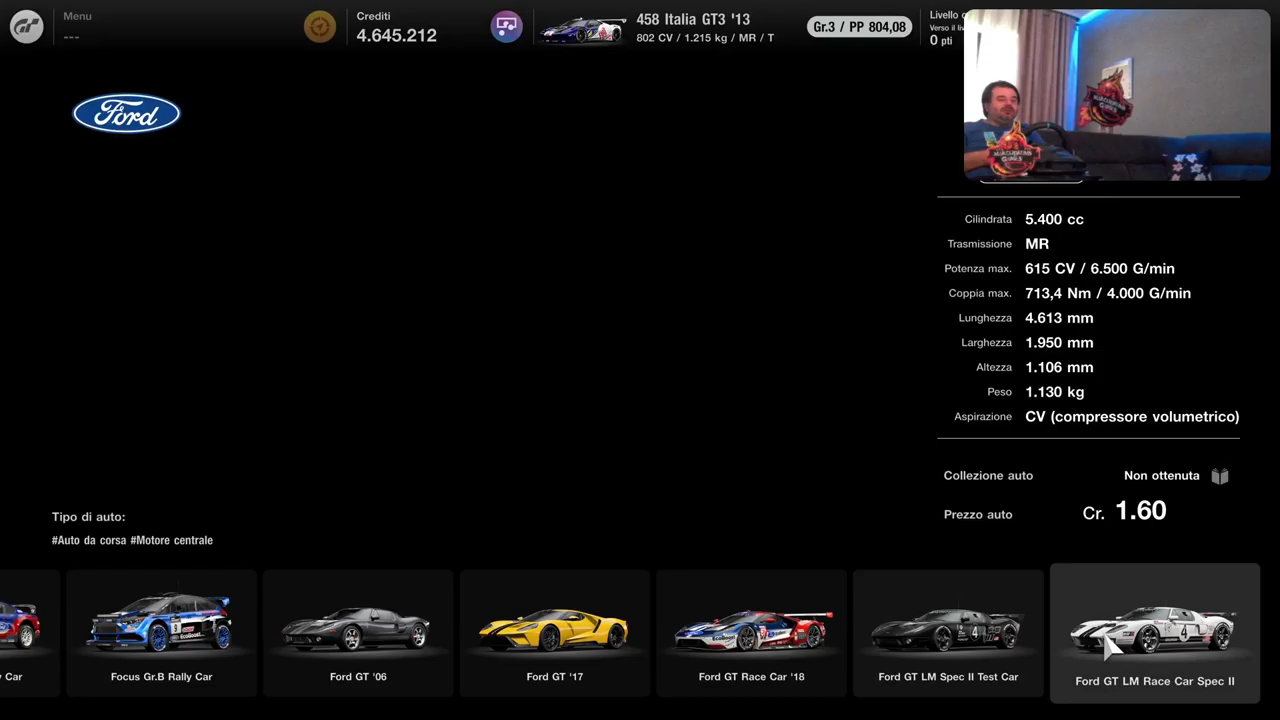 Menu
---
Crediti
4.645.212
458 Italia GT3 '13
802 CV / 1.215 kg / MR / T
Gr.3 / PP 804,08
Livello
Verso il liv
0 pti
Ford
Cilindrata 5.400 cc
Trasmissione MR
Potenza max. 615 CV / 6.500 G/min
Coppia max. 713,4 Nm / 4.000 G/min
Lunghezza 4.613 mm
Larghezza 1.950 mm
Altezza 1.106 mm
Peso 1.130 kg
Aspirazione CV (compressore volumetrico)
Collezione auto Non ottenuta
Prezzo auto Cr. 1.60
Tipo di auto:
#Auto da corsa #Motore centrale
Car
Focus Gr.B Rally Car
Ford GT '06
Ford GT '17
Ford GT Race Car '18
Ford GT LM Spec II Test Car
Ford GT LM Race Car Spec II